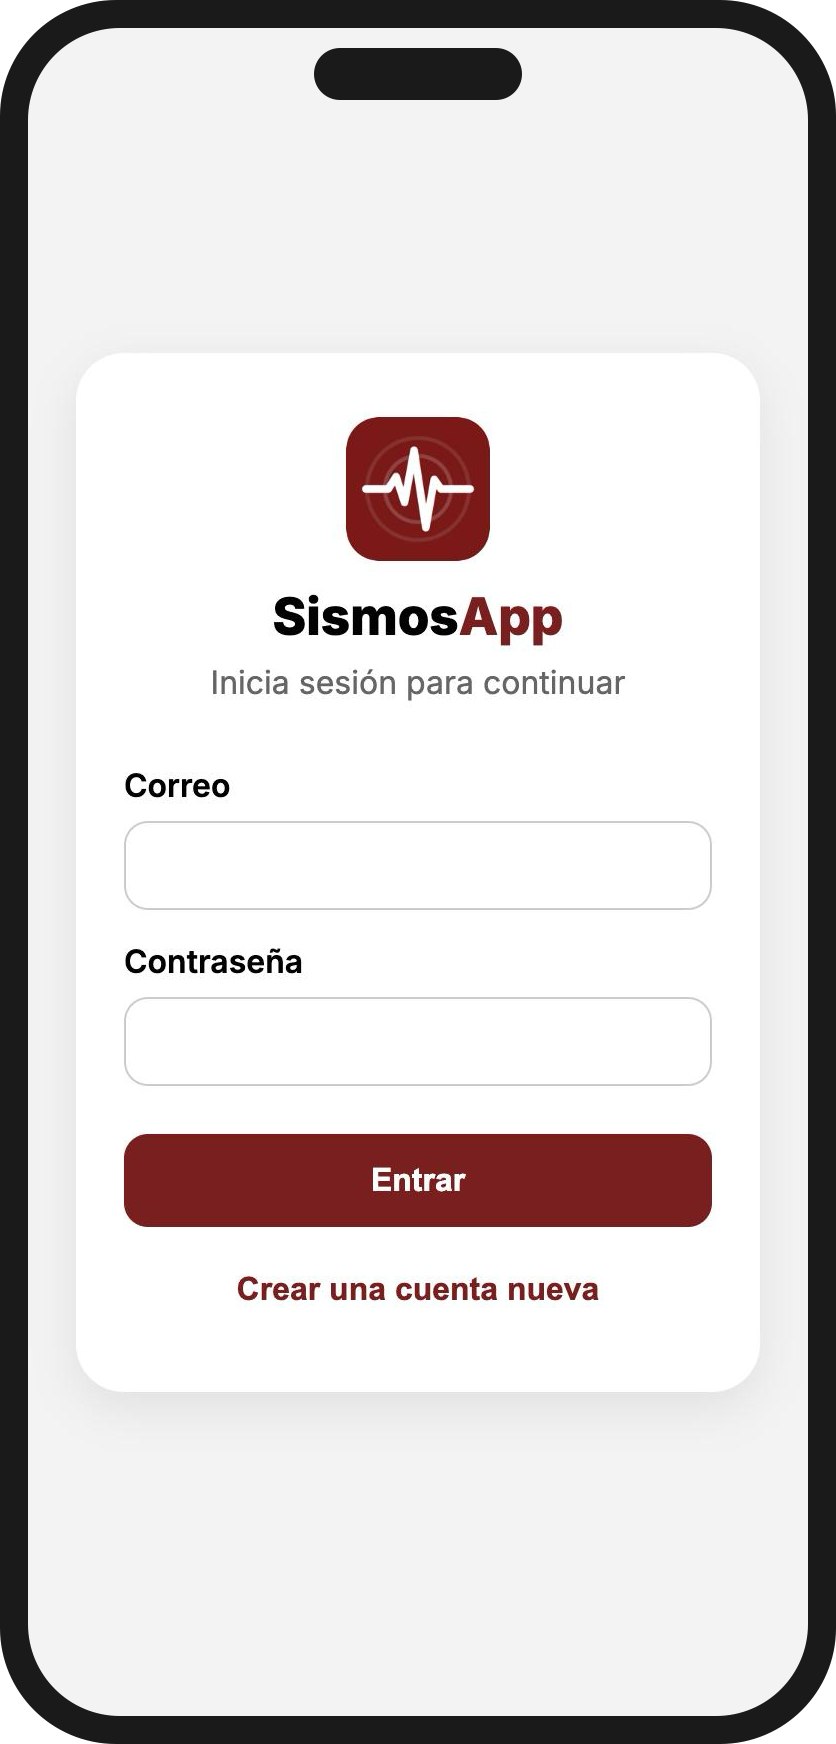 SismosApp
Inicia sesión para continuar
Correo
Contraseña
Entrar
Crear una cuenta nueva